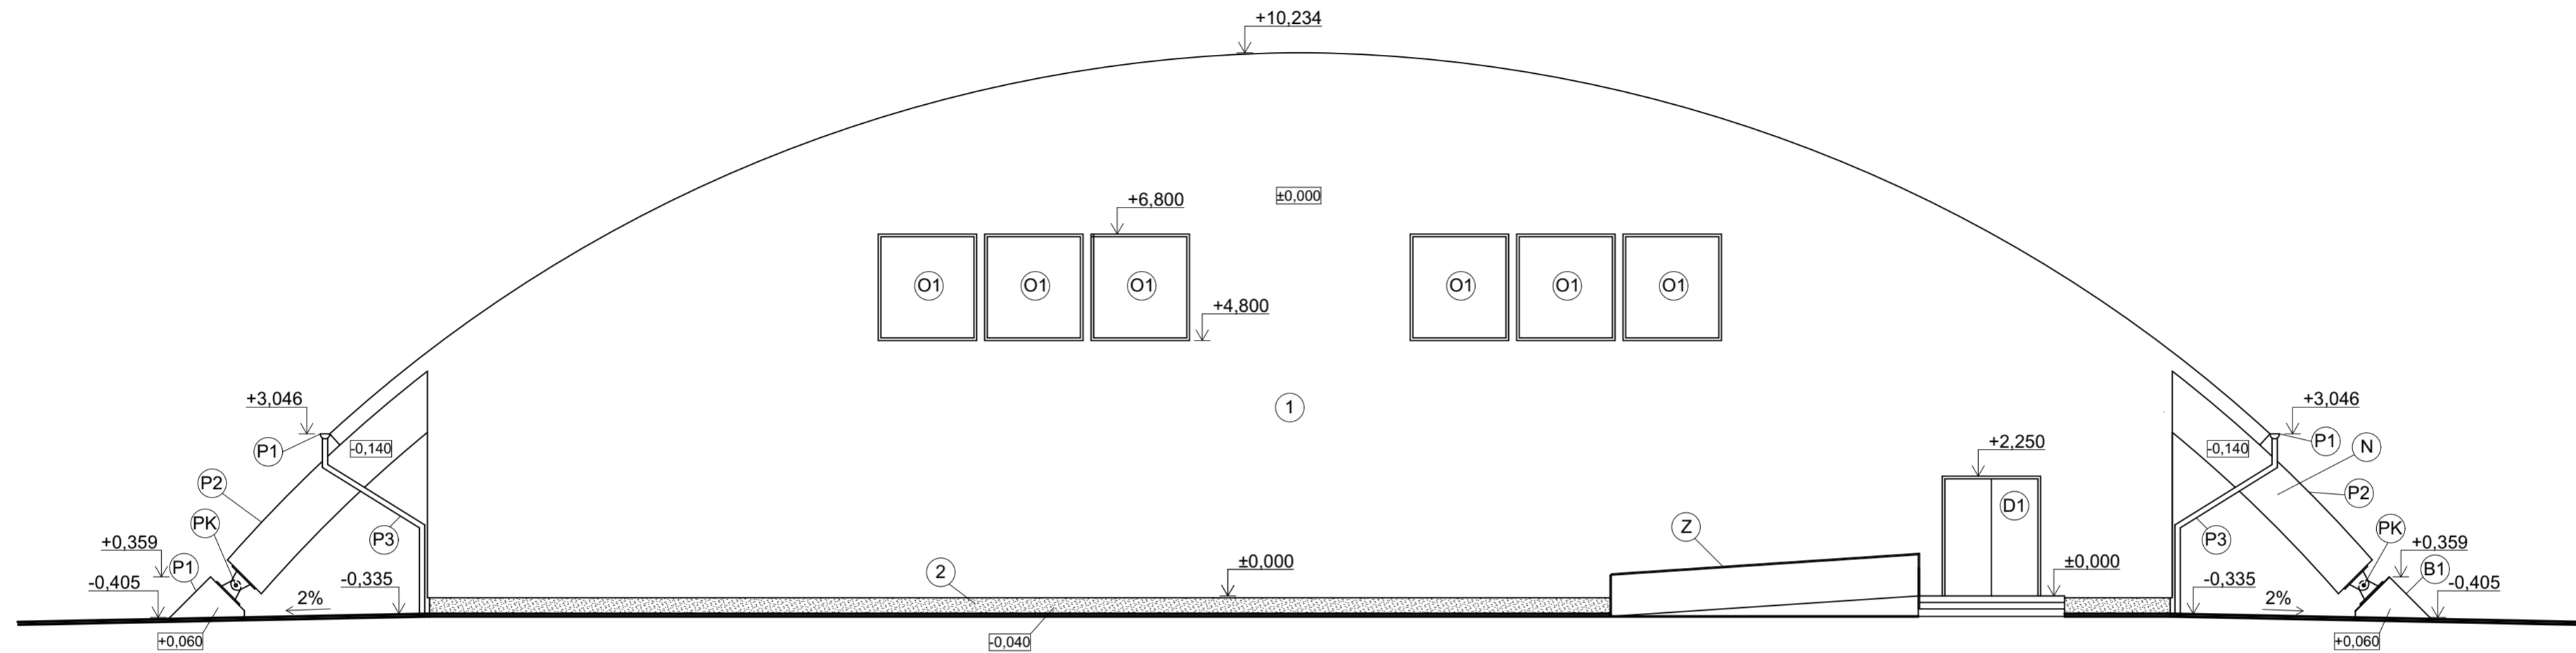 +10,234
±0,000
+6,800
O1
O1
O1
O1
O1
O1
+4,800
+3,046
+3,046
1
P1
-0,140
-0,140
P1
N
+2,250
P2
P2
D1
PK
P3
Z
P3
PK
+0,359
P1
+0,359
B1
-0,405
-0,335
2
±0,000
±0,000
-0,335
-0,405
2%
2%
+0,060
-0,040
+0,060